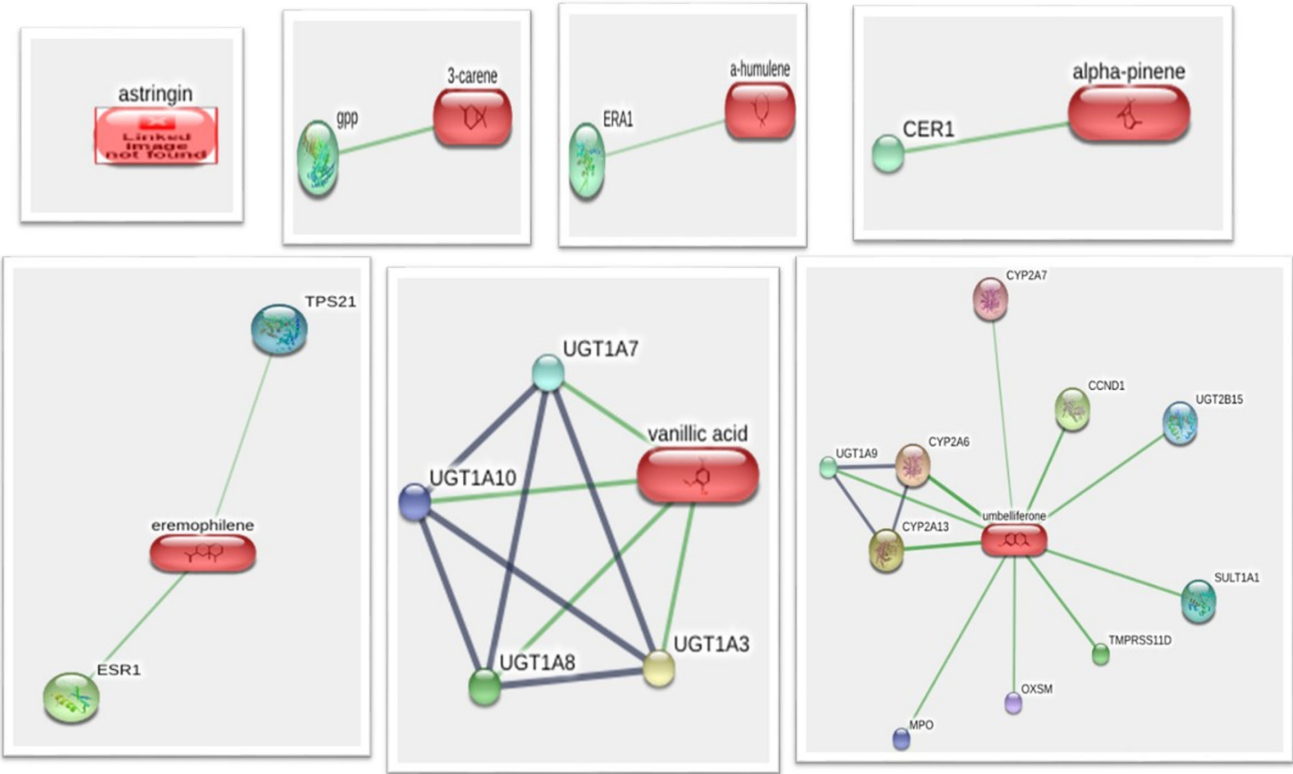 astringin
Linked
image
not found
gpp
3-carene
ERA1
a-humulene
CER1
alpha-pinene
TPS21
eremophilene
ESR1
UGT1A7
vanillic acid
UGT1A10
UGT1A8
UGT1A3
CYP2A7
CCND1
UGT2B15
UGT1A9
CYP2A6
CYP2A13
umbelliferone
SULT1A1
TMPRSS11D
OXSM
MPO